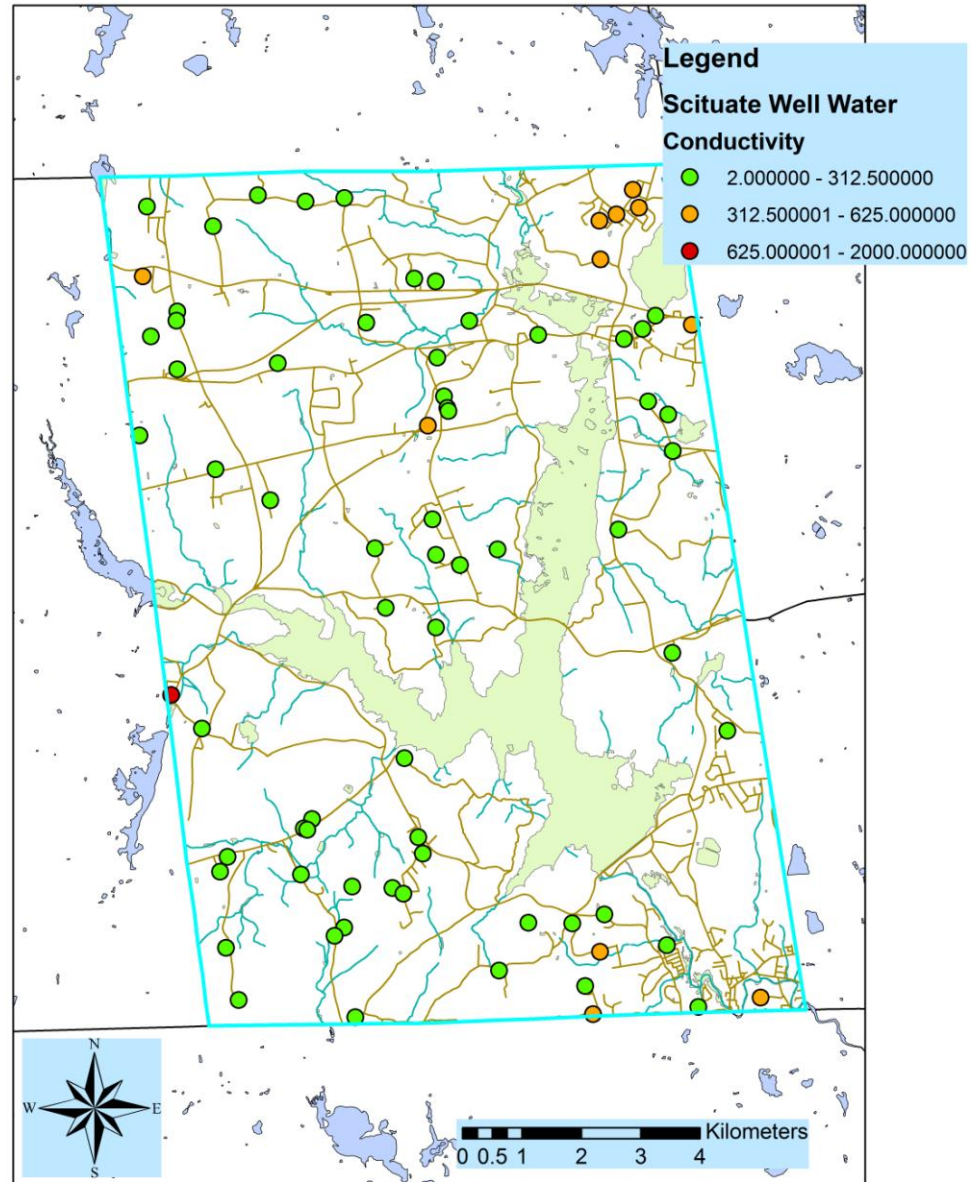 Legend
Scituate Well Water
Conductivity
2.000000 - 312.500000
312.500001 - 625.000000
625.000001 - 2000.000000
N
W E
S
Kilometers
0 0.5 1 2 3 4